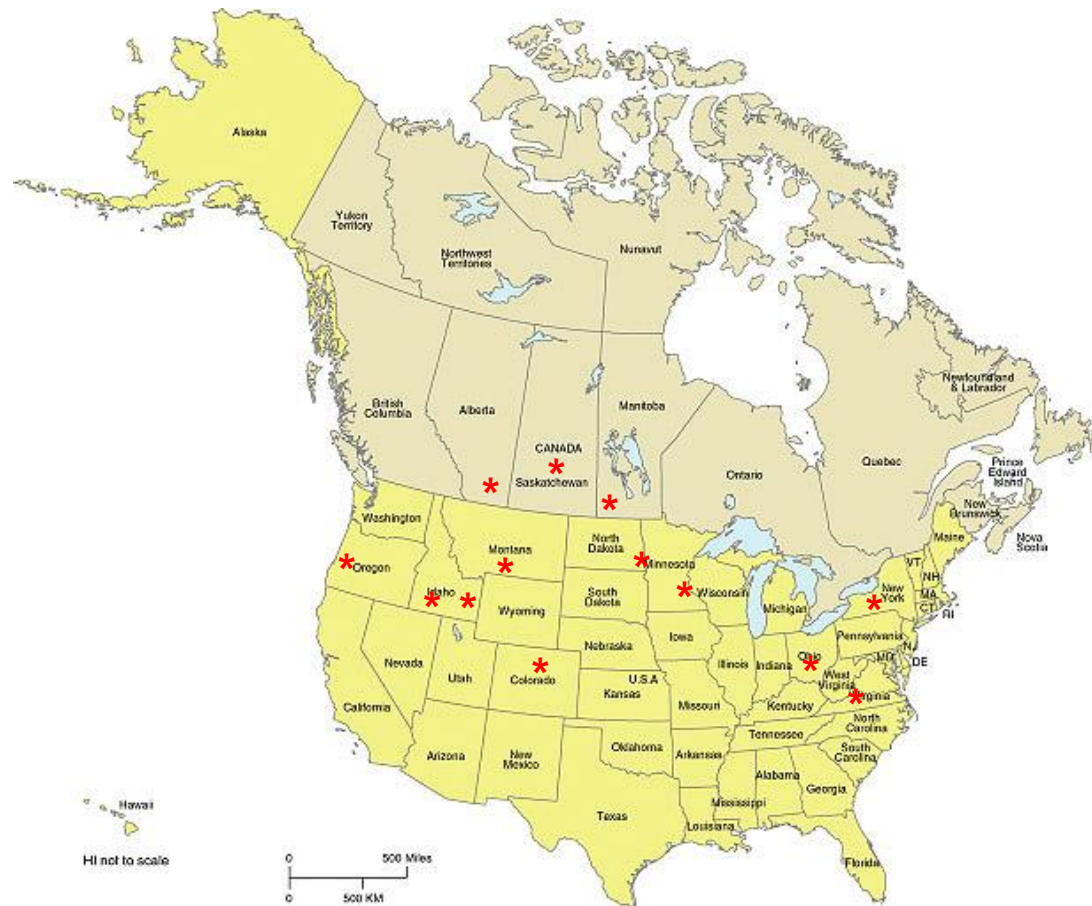 Alaska
Yukon
Territory
Northwest
Territories
Nunavut
British
Columbia
Alberta
CANADA
Saskatchewan
Manitoba
Ontario
Quebec
Newfoundland
& Labrador
Prince
Edward
Island
New
Brunswick
Nova
Scotia
Washington
Oregon
Idaho
Montana
Wyoming
North
Dakota
South
Dakota
Minnesota
Wisconsin
Michigan
New
York
VT
NH
MA
CT
RI
Maine
Pennsylvania
NJ
DE
MD
Nebraska
Iowa
Illinois
Indiana
Ohio
West
Virginia
Virginia
Nevada
Utah
Colorado
U.S.A
Kansas
Missouri
Kentucky
California
Arizona
New
Mexico
Oklahoma
Arkansas
Tennessee
North
Carolina
South
Carolina
Texas
Louisiana
Mississippi
Alabama
Georgia
Florida
Hawaii
HI not to scale
0 500 Miles
0 500 KM